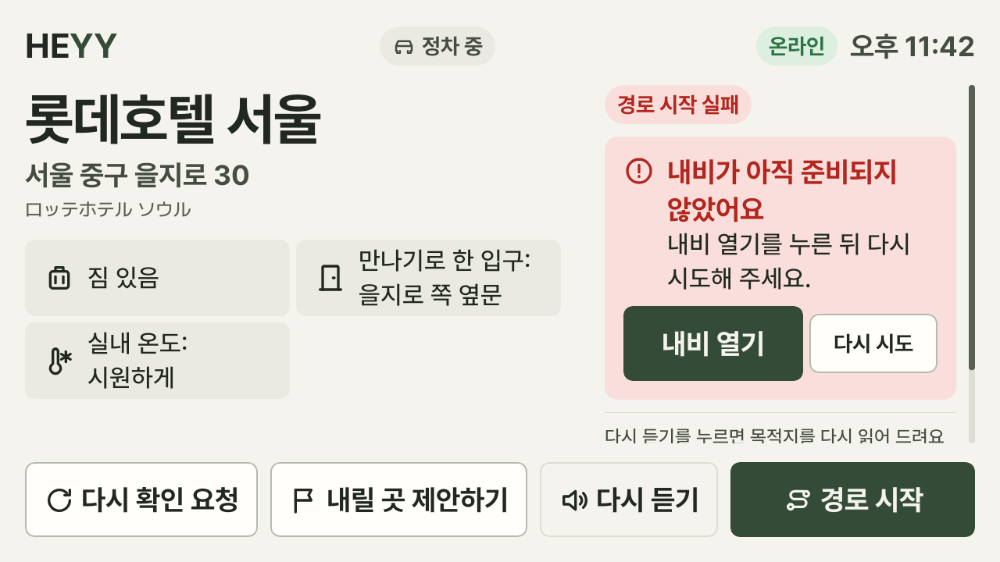 HEYY
정차 중
온라인
오후 11:42
롯데호텔 서울
서울 중구 을지로 30
ロッテホテル ソウル
짐 있음
만나기로 한 입구:
을지로 쪽 옆문
실내 온도:
시원하게
경로 시작 실패
내비가 아직 준비되지
않았어요
내비 열기를 누른 뒤 다시
시도해 주세요.
내비 열기
다시 시도
다시 듣기를 누르면 목적지를 다시 읽어 드려요
다시 확인 요청
내릴 곳 제안하기
다시 듣기
경로 시작